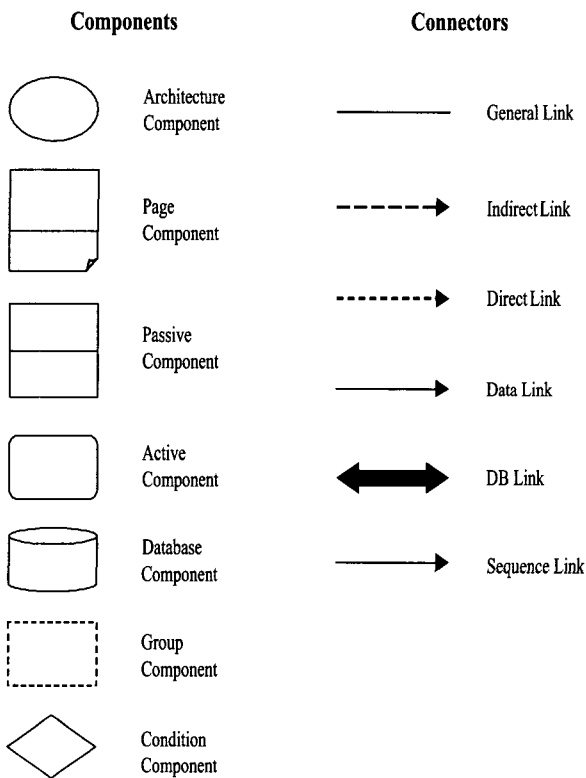 Components
Connectors
Architecture
Component
General Link
Page
Component
Indirect Link
Direct Link
Passive
Component
Data Link
Active
Component
DB Link
Database
Component
Sequence Link
Group
Component
Condition
Component